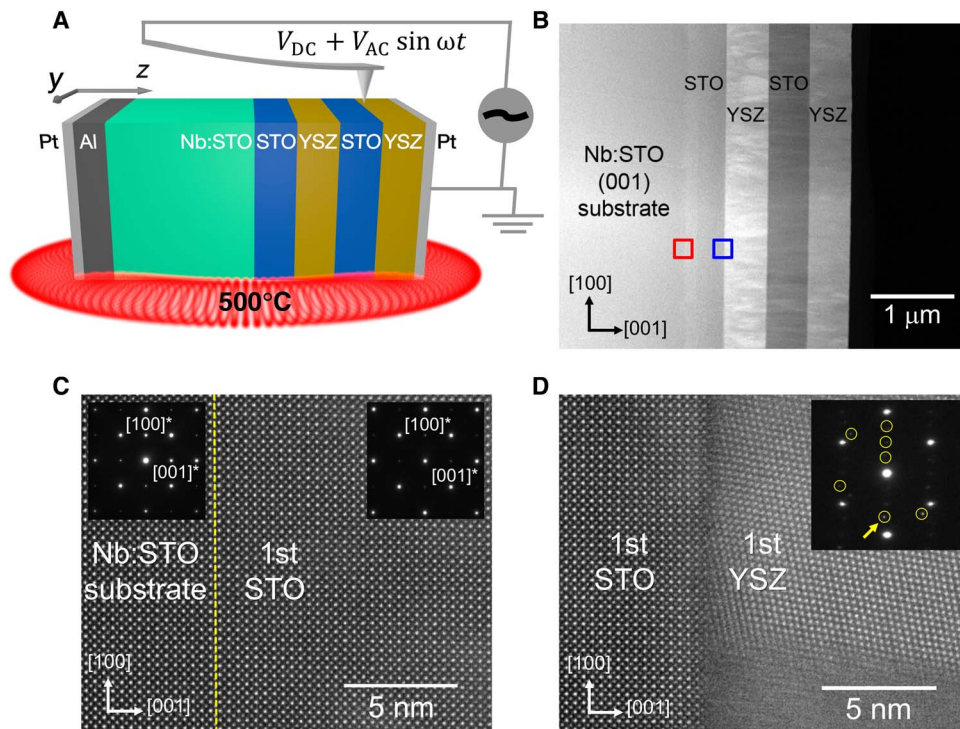 A
V_DC + V_AC sin ωt
y
z
Pt
Al
Nb:STO
STO
YSZ
STO
YSZ
Pt
500°C
B
STO
STO
YSZ
YSZ
Nb:STO
(001)
substrate
[100]
[001]
1 μm
C
[100]*
[001]*
[100]*
[001]*
Nb:STO
substrate
1st
STO
[100]
[001]
5 nm
D
1st
STO
1st
YSZ
[100]
[001]
5 nm